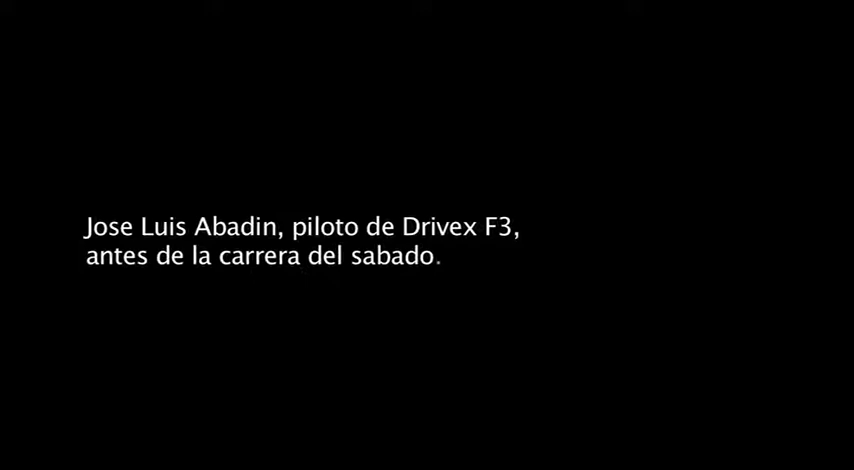 Jose Luis Abadin, piloto de Drivex F3,
antes de la carrera del sabado.